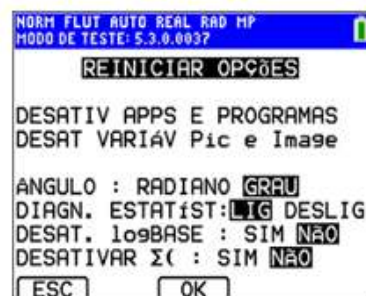 NORM FLUT AUTO REAL RAD MP
MODO DE TESTE: 5.3.0.0037
REINICIAR OPÇõES
DESATIV APPS E PROGRAMAS
DESAT VARIáV Pic e Image
ANGULO : RADIANO GRAU
DIAGN. ESTATíST:LIG DESLIG
DESAT. logBASE : SIM NãO
DESATIVAR Σ( : SIM NãO
ESC OK